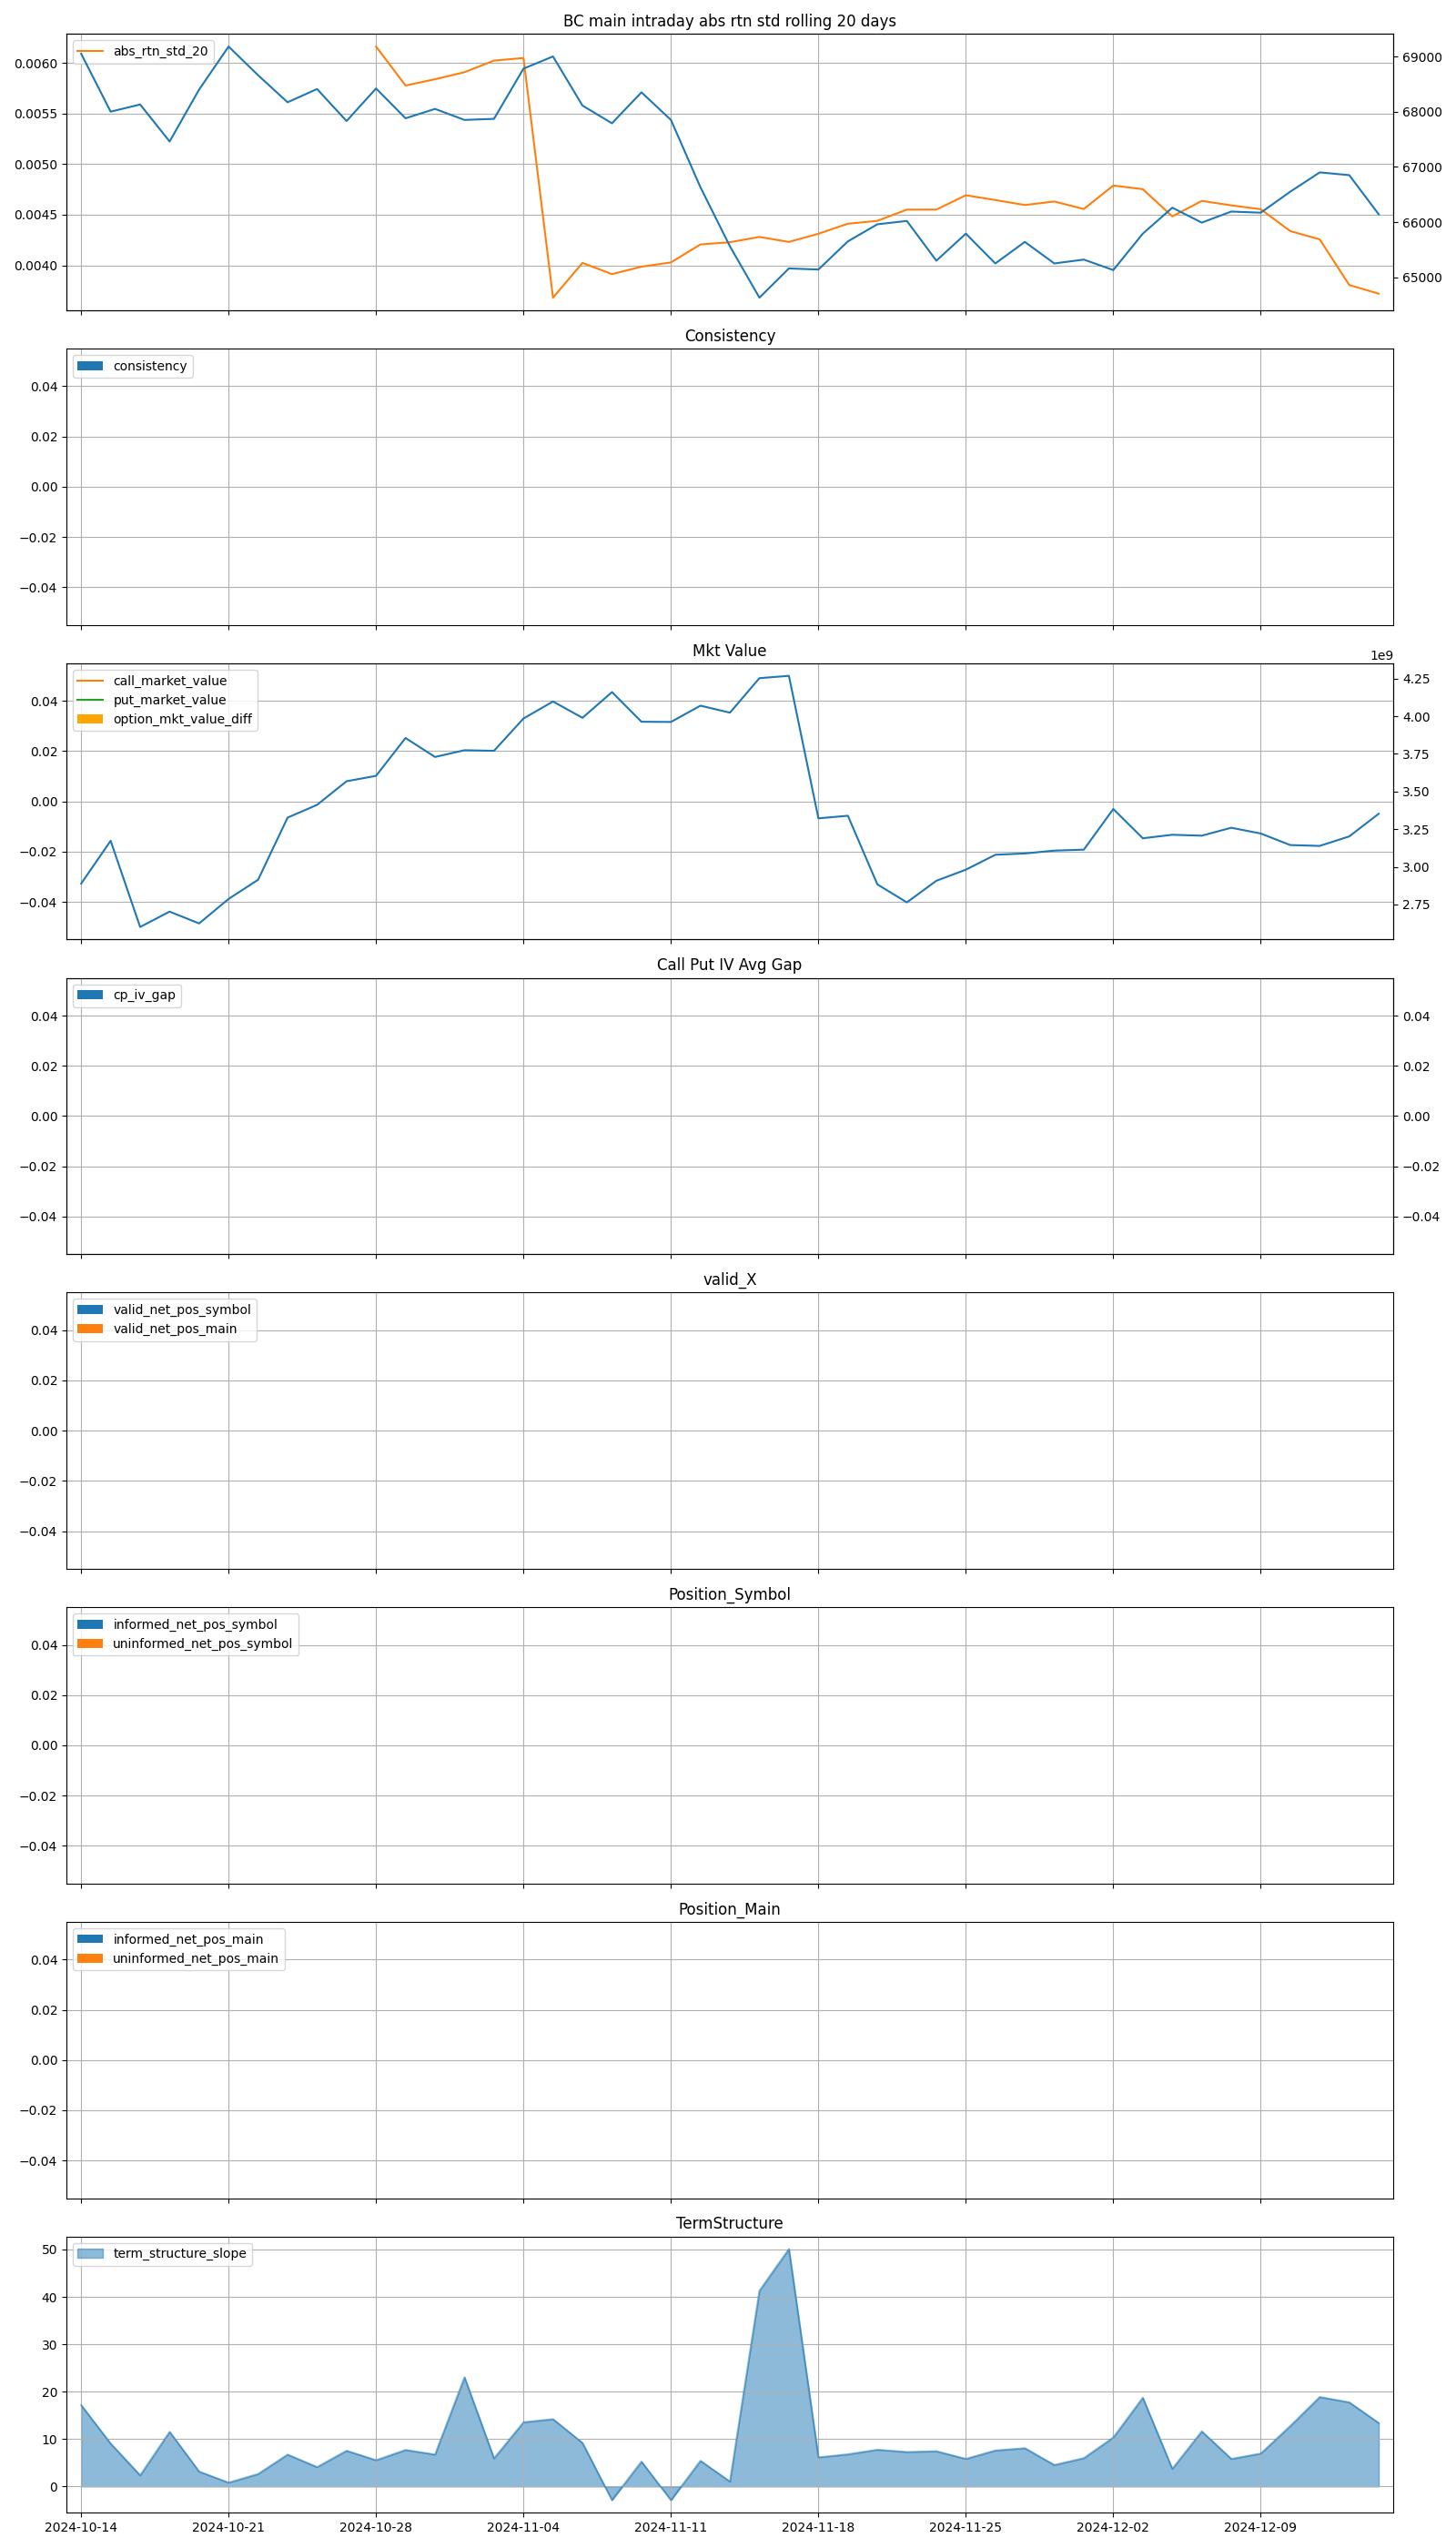 BC main intraday abs rtn std rolling 20 days
abs_rtn_std_20
0.0060
0.0055
0.0050
0.0045
0.0040
69000
68000
67000
66000
65000
Consistency
consistency
0.04
0.02
0.00
−0.02
−0.04
Mkt Value
1e9
call_market_value
put_market_value
option_mkt_value_diff
0.04
0.02
0.00
−0.02
−0.04
4.25
4.00
3.75
3.50
3.25
3.00
2.75
Call Put IV Avg Gap
cp_iv_gap
0.04
0.02
0.00
−0.02
−0.04
0.04
0.02
0.00
−0.02
−0.04
valid_X
valid_net_pos_symbol
valid_net_pos_main
0.04
0.02
0.00
−0.02
−0.04
Position_Symbol
informed_net_pos_symbol
uninformed_net_pos_symbol
0.04
0.02
0.00
−0.02
−0.04
Position_Main
informed_net_pos_main
uninformed_net_pos_main
0.04
0.02
0.00
−0.02
−0.04
TermStructure
term_structure_slope
50
40
30
20
10
0
2024-10-14 2024-10-21 2024-10-28 2024-11-04 2024-11-11 2024-11-18 2024-11-25 2024-12-02 2024-12-09